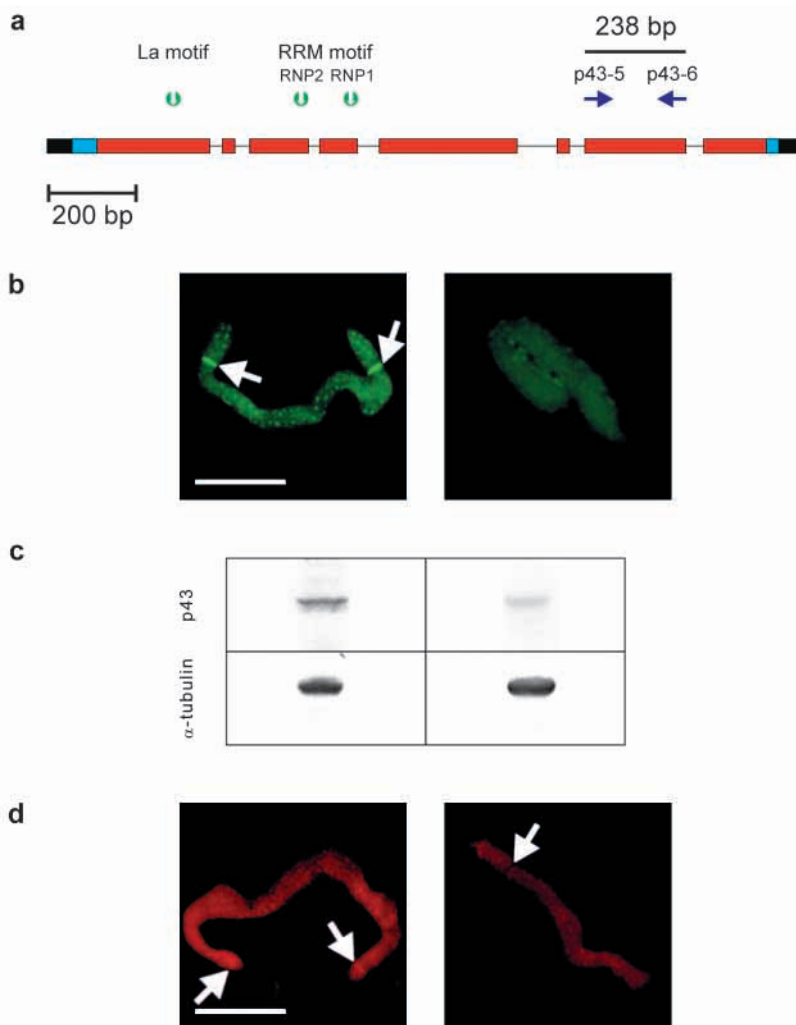 a
238 bp
La motif
RRM motif
RNP2 RNP1
p43-5 p43-6
200 bp
b
c
p43
α-tubulin
d